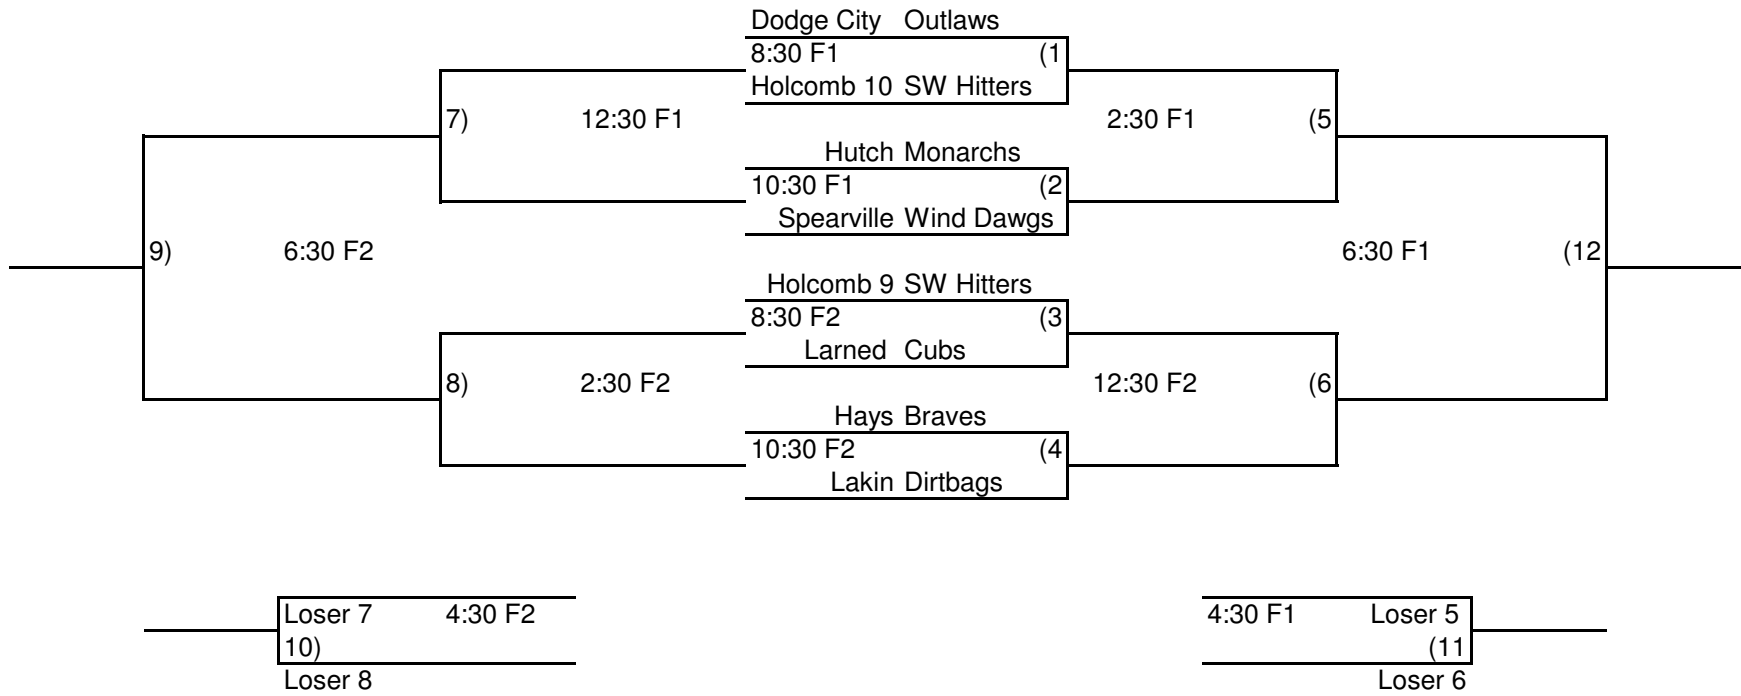 Dodge City Outlaws
8:30 F1 (1
Holcomb 10 SW Hitters
7) 12:30 F1 2:30 F1 (5
Hutch Monarchs
10:30 F1 (2
Spearville Wind Dawgs
9) 6:30 F2 6:30 F1 (12
Holcomb 9 SW Hitters
8:30 F2 (3
Larned Cubs
8) 2:30 F2 12:30 F2 (6
Hays Braves
10:30 F2 (4
Lakin Dirtbags
Loser 7 4:30 F2 4:30 F1 Loser 5
10) (11
Loser 8 Loser 6